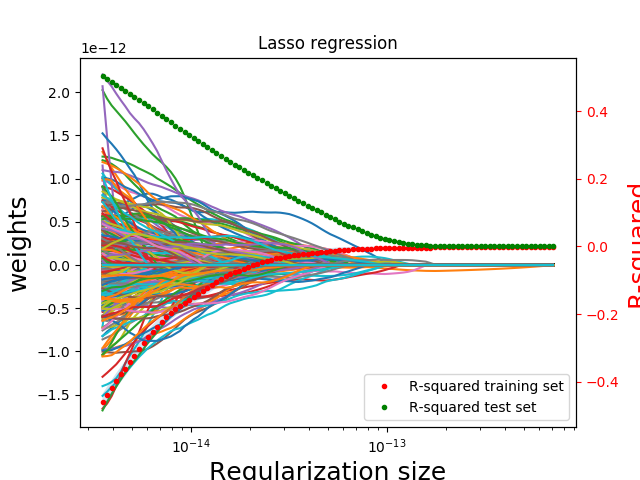 Lasso regression
1e−12
2.0
1.5
1.0
0.5
0.0
−0.5
−1.0
−1.5
weights
0.4
0.2
0.0
−0.2
−0.4
R-squared
R-squared training set
R-squared test set
10⁻¹⁴
10⁻¹³
Regularization size